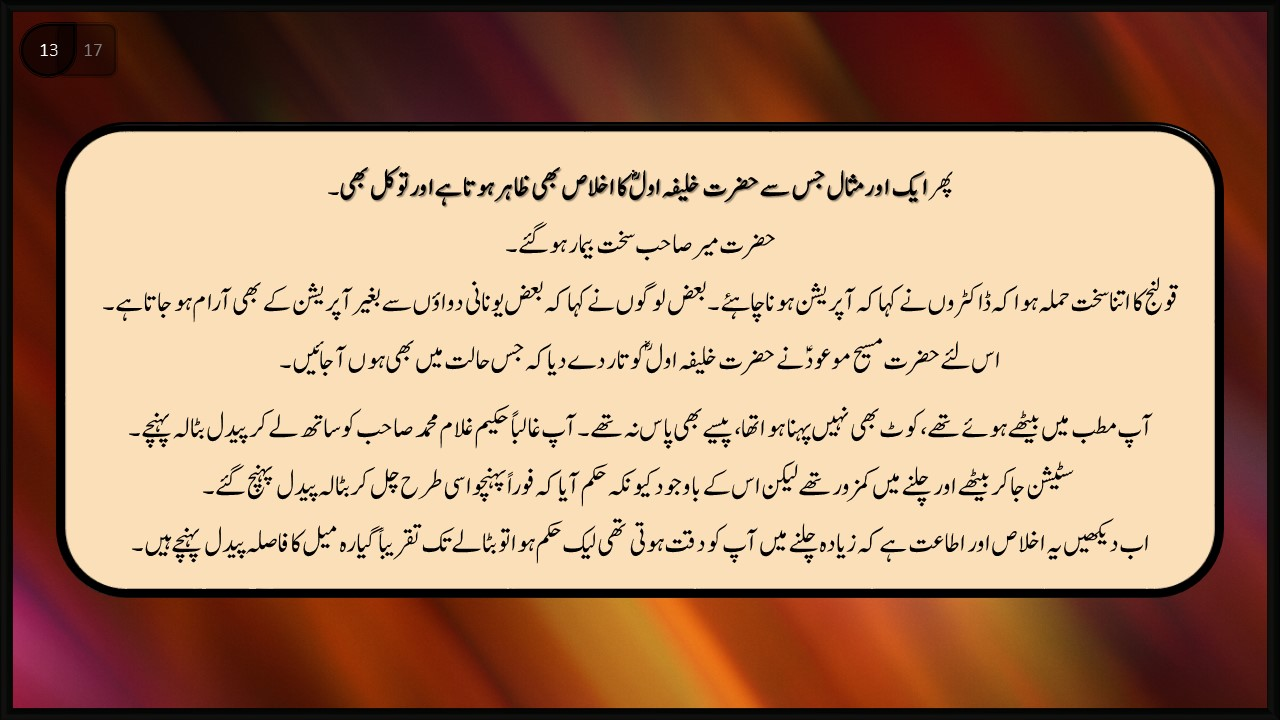 13 17
پھر ایک اور مثال جس سے حضرت خلیفہ اولؓ کا اخلاص بھی ظاہر ہوتا ہے اور توکل بھی۔
حضرت میر صاحب سخت بیمار ہو گئے۔
قولنج کا اتنا سخت حملہ ہوا کہ ڈاکٹروں نے کہا کہ آپریشن ہونا چاہئے۔ بعض لوگوں نے کہا کہ بعض یونانی دواؤں سے بغیر آپریشن کے بھی آرام ہو جاتا ہے۔
اس لئے حضرت مسیح موعودؑ نے حضرت خلیفہ اولؓ کو تار دے دیا کہ جس حالت میں بھی ہوں آ جائیں۔
آپ مطب میں بیٹھے ہوئے تھے، کوٹ بھی نہیں پہنا ہوا تھا، پیسے بھی پاس نہ تھے۔ آپ غالباً حکیم غلام محمد صاحب کو ساتھ لے کر پیدل بٹالہ پہنچے۔
سٹیشن جا کر بیٹھے اور چلنے میں کمزور تھے لیکن اس کے باوجود کیونکہ حکم آیا کہ فوراً پہنچو اسی طرح چل کر بٹالہ پیدل پہنچ گئے۔
اب دیکھیں یہ اخلاص اور اطاعت ہے کہ زیادہ چلنے میں آپ کو دقت ہوتی تھی لیک حکم ہوا تو بٹالے تک تقریباً گیارہ میل کا فاصلہ پیدل پہنچے ہیں۔